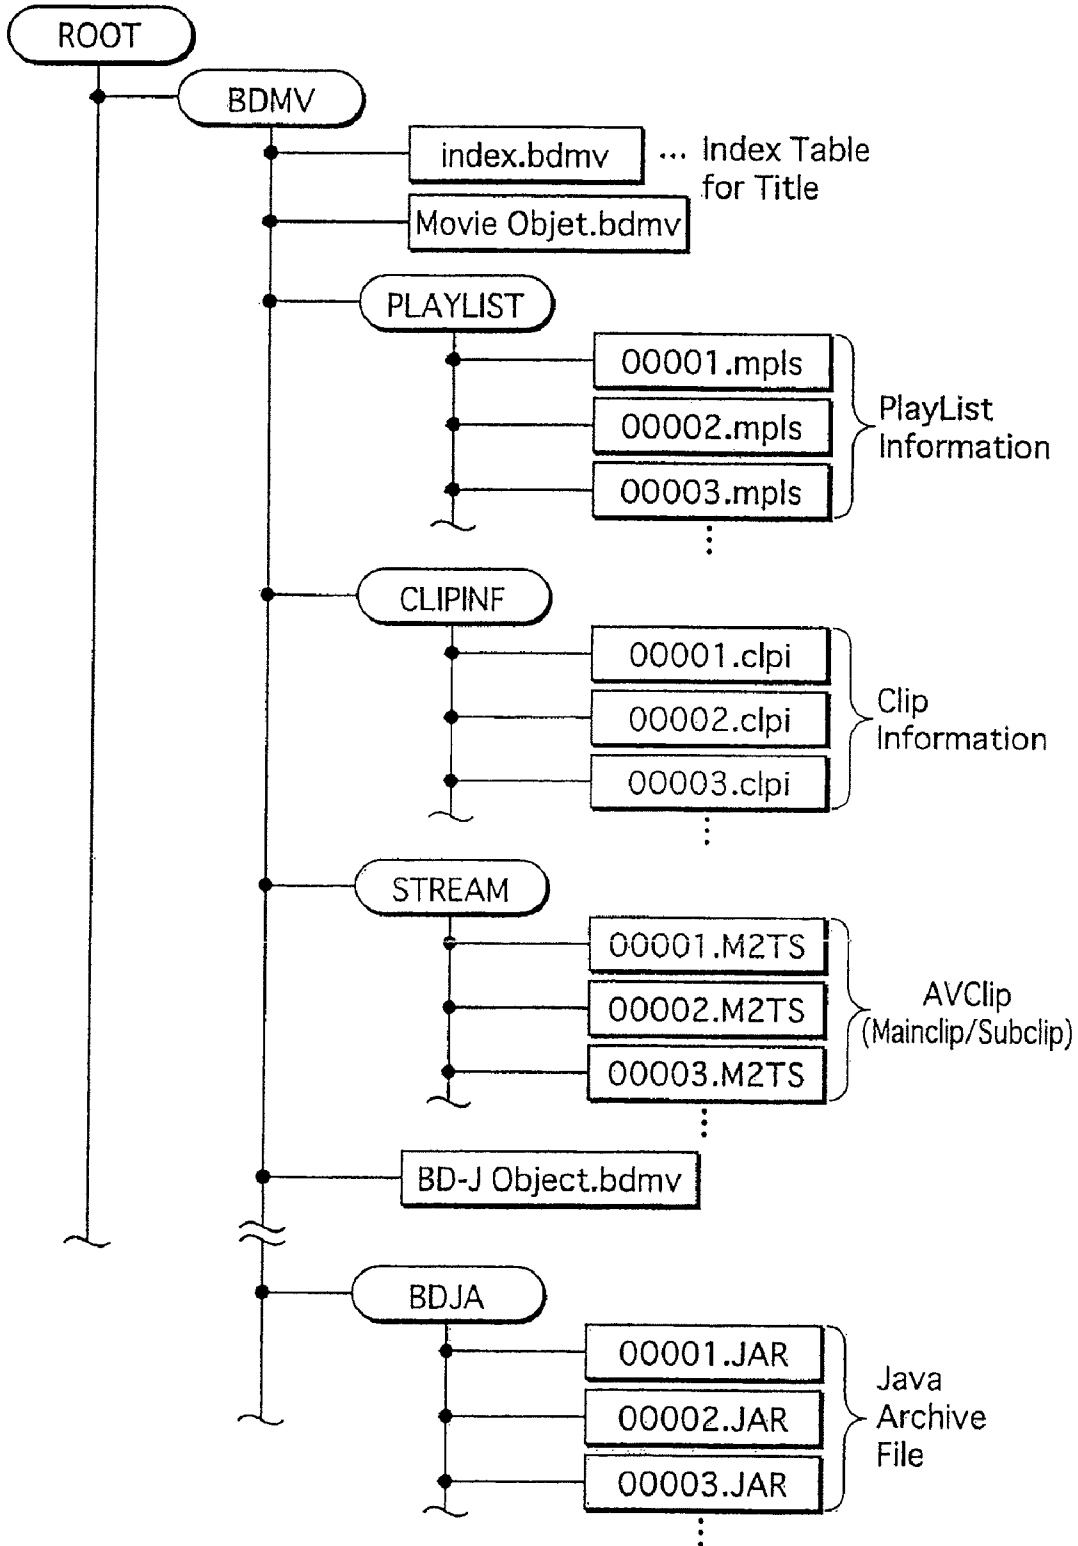 ROOT
BDMV
index.bdmv
... Index Table
for Title
Movie Objet.bdmv
PLAYLIST
00001.mpls
00002.mpls
00003.mpls
PlayList
Information
CLIPINF
00001.clpi
00002.clpi
00003.clpi
Clip
Information
STREAM
00001.M2TS
00002.M2TS
00003.M2TS
AVClip
(Mainclip/Subclip)
BD-J Object.bdmv
BDJA
00001.JAR
00002.JAR
00003.JAR
Java
Archive
File